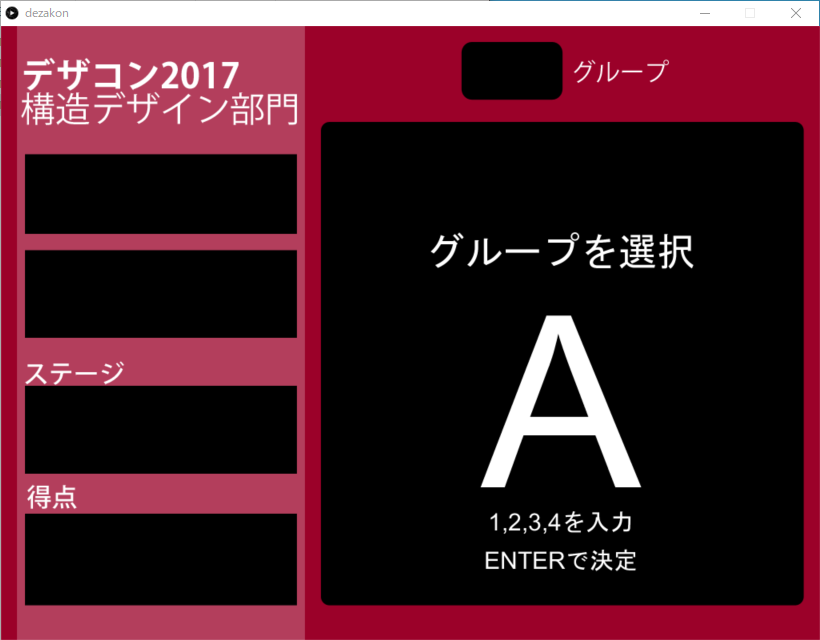 dezakon
デザコン2017
構造デザイン部門
ステージ
得点
グループ
グループを選択
A
1,2,3,4を入力
ENTERで決定